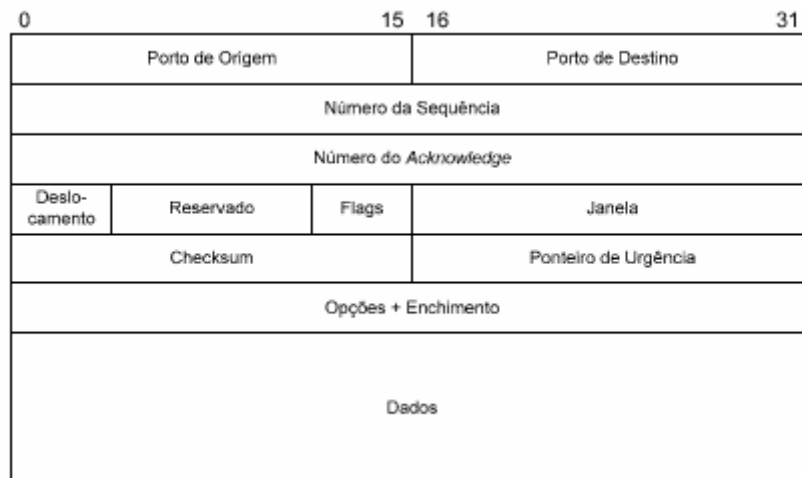 0 15 16 31
Porto de Origem Porto de Destino
Número da Sequência
Número do Acknowledge
Deslo-
camento Reservado Flags Janela
Checksum Ponteiro de Urgência
Opções + Enchimento
Dados